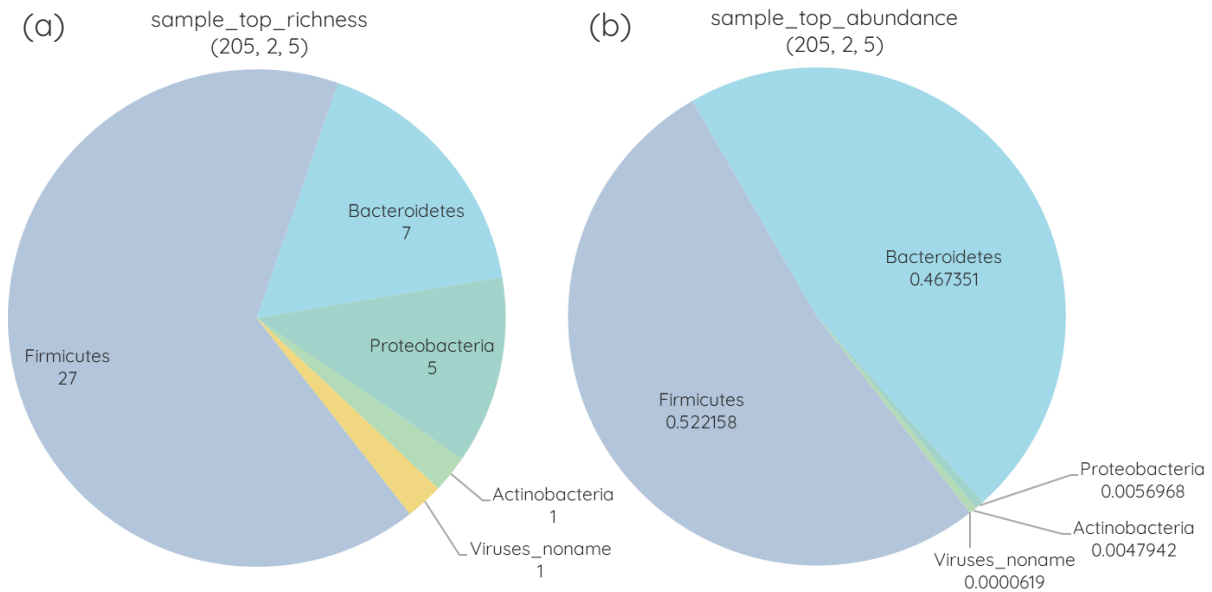 (a)
sample_top_richness
(205, 2, 5)
Bacteroidetes
7
Proteobacteria
5
Firmicutes
27
Actinobacteria
1
Viruses_noname
1
(b)
sample_top_abundance
(205, 2, 5)
Bacteroidetes
0.467351
Firmicutes
0.522158
Proteobacteria
0.0056968
Actinobacteria
0.0047942
Viruses_noname
0.0000619